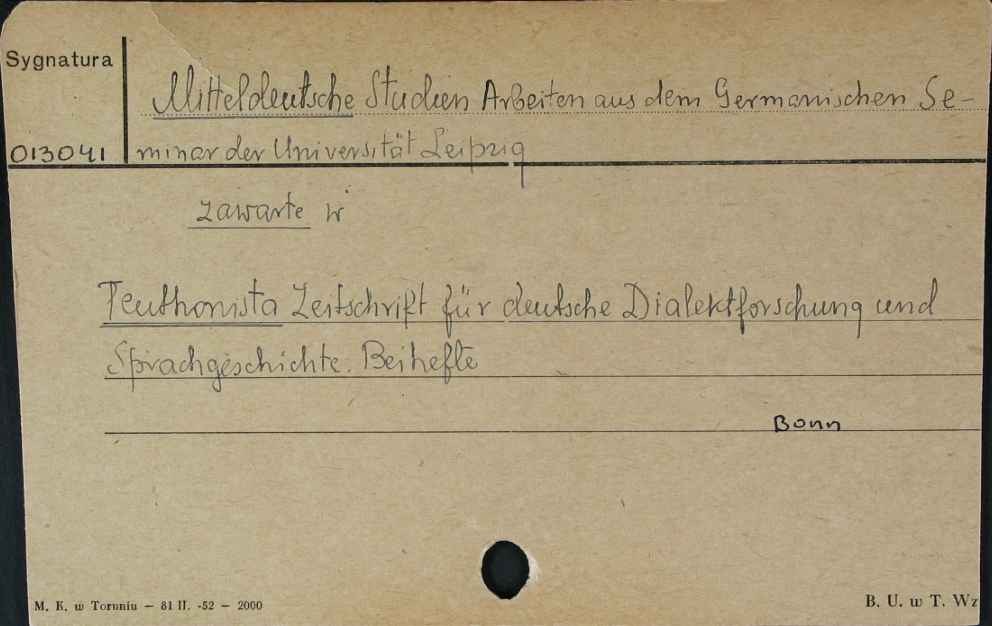 Sygnatura
Mitteldeutsche Studien Arbeiten aus dem Germanischen Se-
013041 minar der Universität Leipzig
zawarte w
Teuthonista Zeitschrift für deutsche Dialektforschung und
Sprachgeschichte. Beihefte
Bonn
M. K. w Toruniu — 81 II. -52 — 2000 B. U. w T. Wz